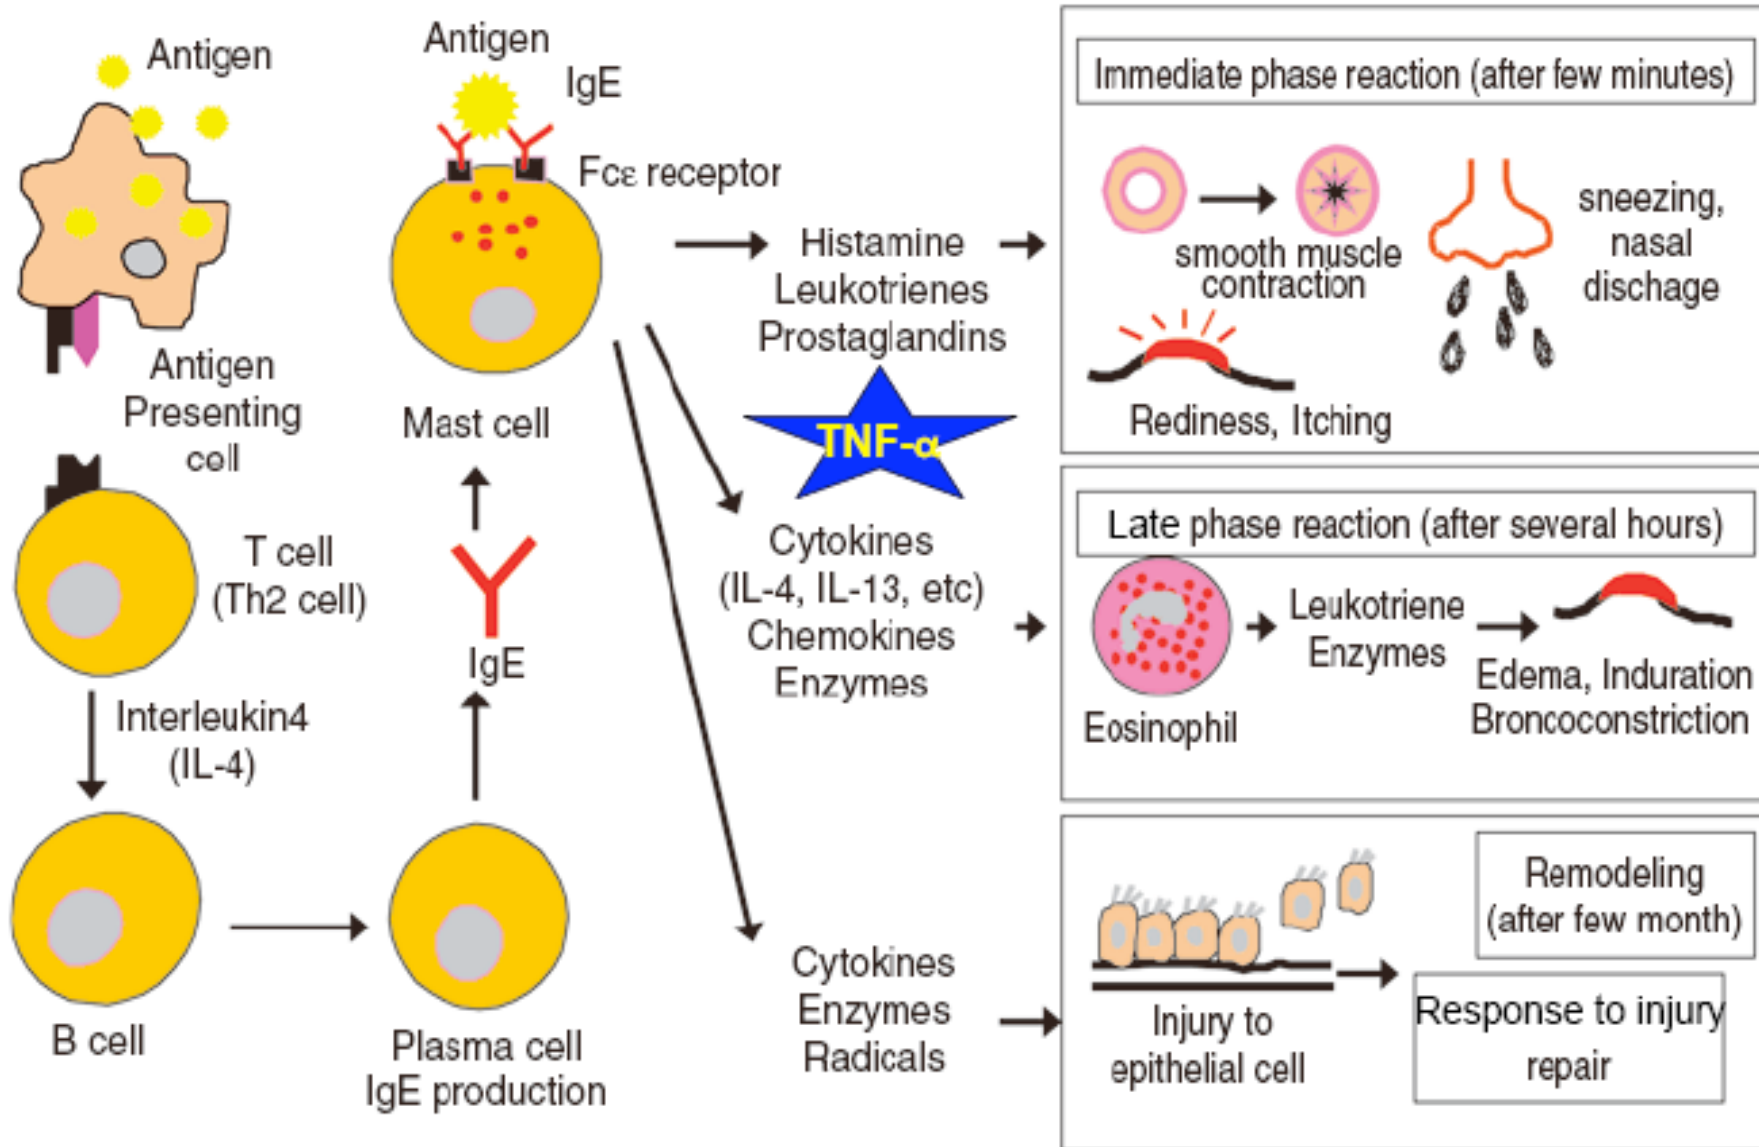 Antigen
Antigen
Presenting
cell
T cell
(Th2 cell)
Interleukin4
(IL-4)
B cell
Plasma cell
IgE production
IgE
Mast cell
Antigen
IgE
Fcε receptor
Histamine
Leukotrienes
Prostaglandins
TNF-α
Cytokines
(IL-4, IL-13, etc)
Chemokines
Enzymes
Cytokines
Enzymes
Radicals
Immediate phase reaction (after few minutes)
smooth muscle
contraction
sneezing,
nasal
dischage
Rediness, Itching
Late phase reaction (after several hours)
Eosinophil
Leukotriene
Enzymes
Edema, Induration
Broncoconstriction
Injury to
epithelial cell
Remodeling
(after few month)
Response to injury
repair